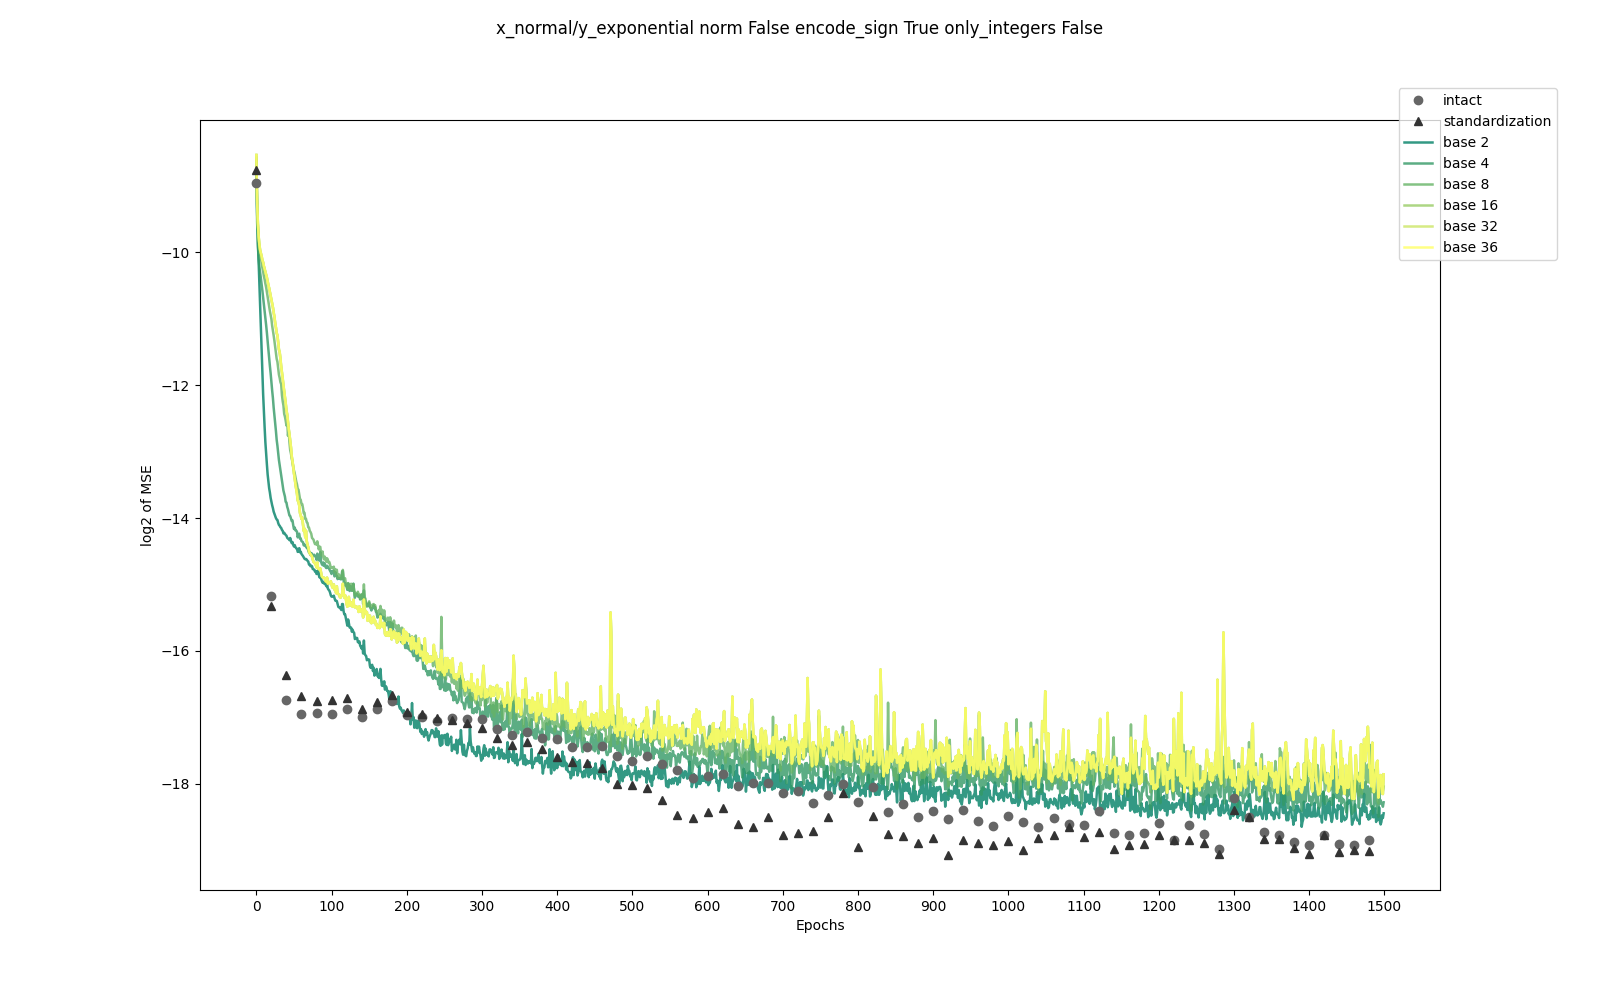 x_normal/y_exponential norm False encode_sign True only_integers False
intact
standardization
base 2
base 4
base 8
base 16
base 32
base 36
−10
−12
−14
−16
−18
log2 of MSE
0 100 200 300 400 500 600 700 800 900 1000 1100 1200 1300 1400 1500
Epochs